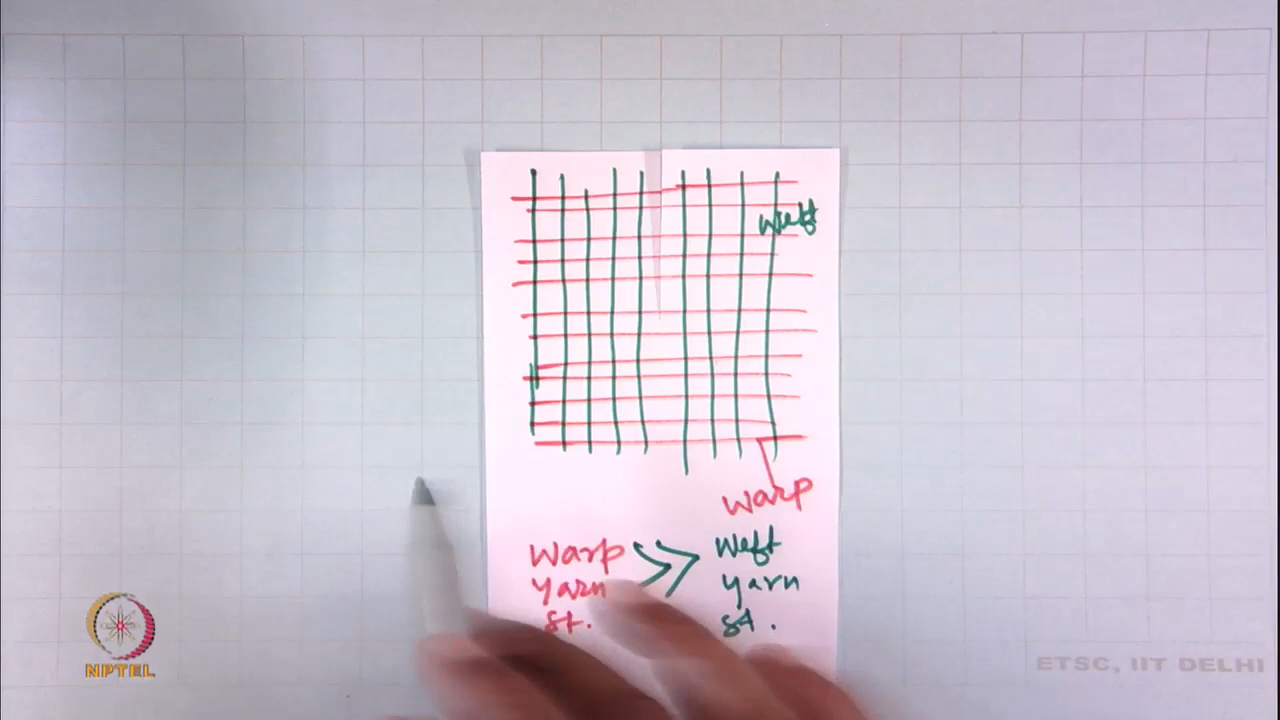 Weft
Warp
Warp >> Weft
Yarn yarn
St. St.
NPTEL
ETSC, IIT DELHI